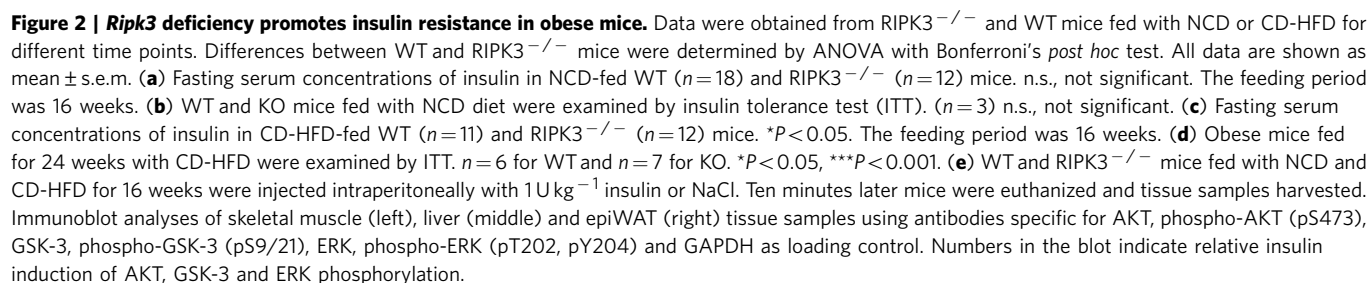 Figure 2 | Ripk3 deficiency promotes insulin resistance in obese mice. Data were obtained from RIPK3−/− and WT mice fed with NCD or CD-HFD for
different time points. Differences between WT and RIPK3−/− mice were determined by ANOVA with Bonferroni's post hoc test. All data are shown as
mean ± s.e.m. (a) Fasting serum concentrations of insulin in NCD-fed WT (n=18) and RIPK3−/− (n=12) mice. n.s., not significant. The feeding period
was 16 weeks. (b) WT and KO mice fed with NCD diet were examined by insulin tolerance test (ITT). (n=3) n.s., not significant. (c) Fasting serum
concentrations of insulin in CD-HFD-fed WT (n=11) and RIPK3−/− (n=12) mice. *P<0.05. The feeding period was 16 weeks. (d) Obese mice fed
for 24 weeks with CD-HFD were examined by ITT. n=6 for WT and n=7 for KO. *P<0.05, ***P<0.001. (e) WT and RIPK3−/− mice fed with NCD and
CD-HFD for 16 weeks were injected intraperitoneally with 1 U kg−1 insulin or NaCl. Ten minutes later mice were euthanized and tissue samples harvested.
Immunoblot analyses of skeletal muscle (left), liver (middle) and epiWAT (right) tissue samples using antibodies specific for AKT, phospho-AKT (pS473),
GSK-3, phospho-GSK-3 (pS9/21), ERK, phospho-ERK (pT202, pY204) and GAPDH as loading control. Numbers in the blot indicate relative insulin
induction of AKT, GSK-3 and ERK phosphorylation.